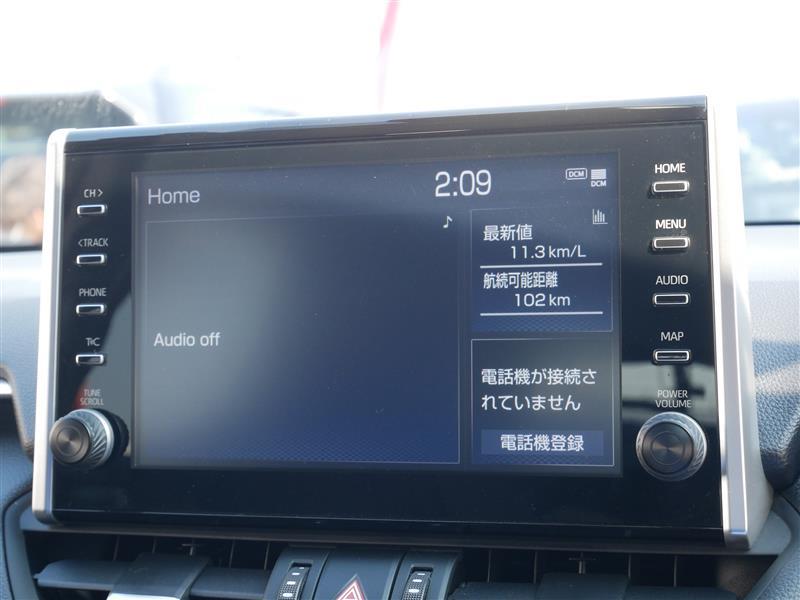 Home
2:09
DCM
DCM
Audio off
最新値
11.3 km/L
航続可能距離
102 km
電話機が接続さ
れていません
電話機登録
CH >
< TRACK
PHONE
T・C
TUNE
SCROLL
HOME
MENU
AUDIO
MAP
POWER
VOLUME